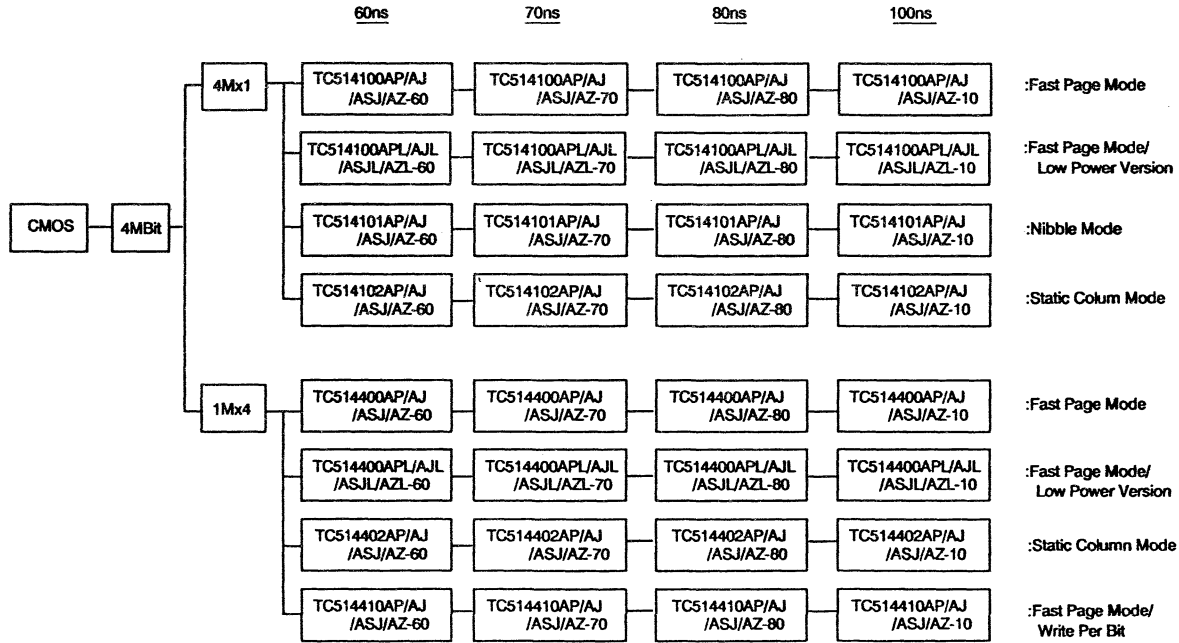 60ns 70ns 80ns 100ns
4Mx1
TC514100AP/AJ
/ASJ/AZ-60
TC514100AP/AJ
/ASJ/AZ-70
TC514100AP/AJ
/ASJ/AZ-80
TC514100AP/AJ
/ASJ/AZ-10
:Fast Page Mode
TC514100APL/AJL
/ASJL/AZL-60
TC514100APL/AJL
/ASJL/AZL-70
TC514100APL/AJL
/ASJL/AZL-80
TC514100APL/AJL
/ASJL/AZL-10
:Fast Page Mode/
Low Power Version
CMOS
4MBit
TC514101AP/AJ
/ASJ/AZ-60
TC514101AP/AJ
/ASJ/AZ-70
TC514101AP/AJ
/ASJ/AZ-80
TC514101AP/AJ
/ASJ/AZ-10
:Nibble Mode
TC514102AP/AJ
/ASJ/AZ-60
TC514102AP/AJ
/ASJ/AZ-70
TC514102AP/AJ
/ASJ/AZ-80
TC514102AP/AJ
/ASJ/AZ-10
:Static Colum Mode
1Mx4
TC514400AP/AJ
/ASJ/AZ-60
TC514400AP/AJ
/ASJ/AZ-70
TC514400AP/AJ
/ASJ/AZ-80
TC514400AP/AJ
/ASJ/AZ-10
:Fast Page Mode
TC514400APL/AJL
/ASJL/AZL-60
TC514400APL/AJL
/ASJL/AZL-70
TC514400APL/AJL
/ASJL/AZL-80
TC514400APL/AJL
/ASJL/AZL-10
:Fast Page Mode/
Low Power Version
TC514402AP/AJ
/ASJ/AZ-60
TC514402AP/AJ
/ASJ/AZ-70
TC514402AP/AJ
/ASJ/AZ-80
TC514402AP/AJ
/ASJ/AZ-10
:Static Column Mode
TC514410AP/AJ
/ASJ/AZ-60
TC514410AP/AJ
/ASJ/AZ-70
TC514410AP/AJ
/ASJ/AZ-80
TC514410AP/AJ
/ASJ/AZ-10
:Fast Page Mode/
Write Per Bit